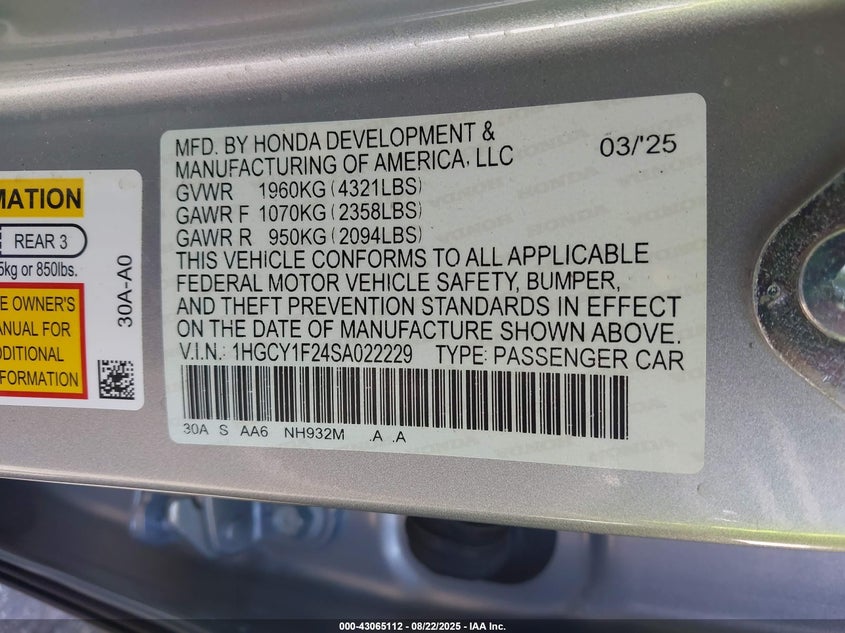 MFD. BY HONDA DEVELOPMENT &
MANUFACTURING OF AMERICA, LLC
03/'25
GVWR 1960KG (4321LBS)
GAWR F 1070KG (2358LBS)
GAWR R 950KG (2094LBS)
THIS VEHICLE CONFORMS TO ALL APPLICABLE
FEDERAL MOTOR VEHICLE SAFETY, BUMPER,
AND THEFT PREVENTION STANDARDS IN EFFECT
ON THE DATE OF MANUFACTURE SHOWN ABOVE.
V.I.N.: 1HGCY1F24SA022229 TYPE: PASSENGER CAR
30A S AA6 NH932M .A .A
MATION
REAR 3
5kg or 850lbs.
E OWNER'S
ANUAL FOR
DDITIONAL
FORMATION
30A-A0
000-43065112 - 08/22/2025 - IAA Inc.